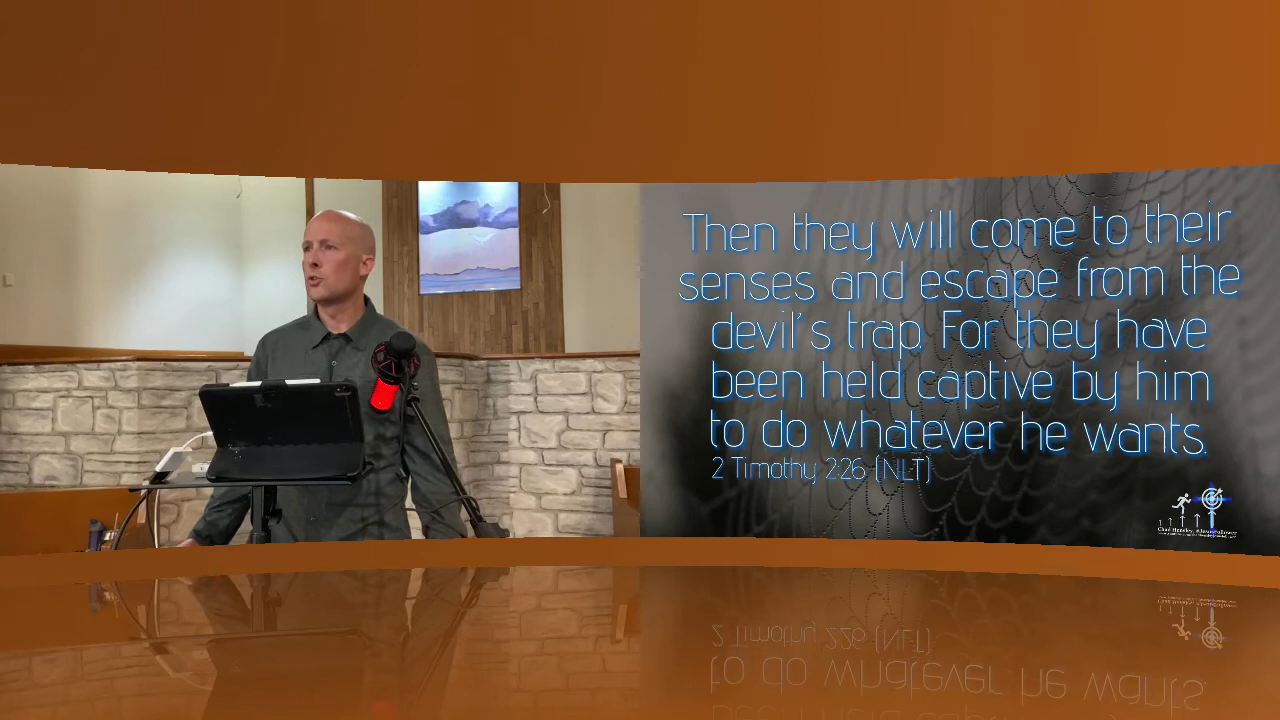 Then they will come to their
senses and escape from the
devil's trap. For they have
been held captive by him
to do whatever he wants.
2 Timothy 2:26 (NLT)